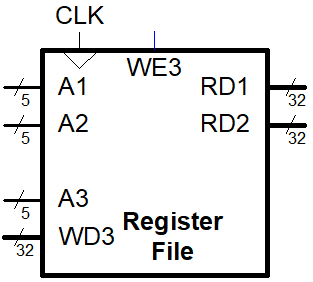 CLK
WE3
A1 RD1
5 32
A2 RD2
5 32
A3
5
WD3
32
Register
File